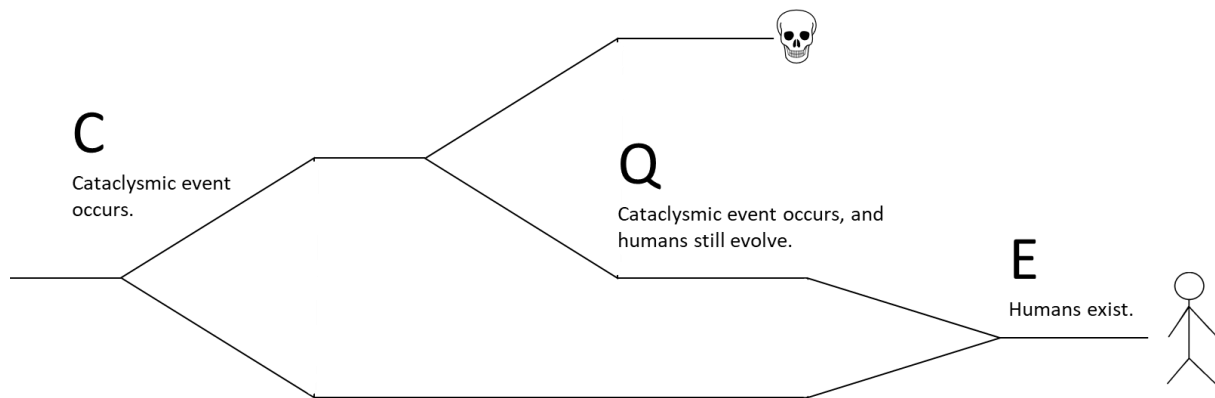 C
Cataclysmic event
occurs.
Q
Cataclysmic event occurs, and
humans still evolve.
E
Humans exist.